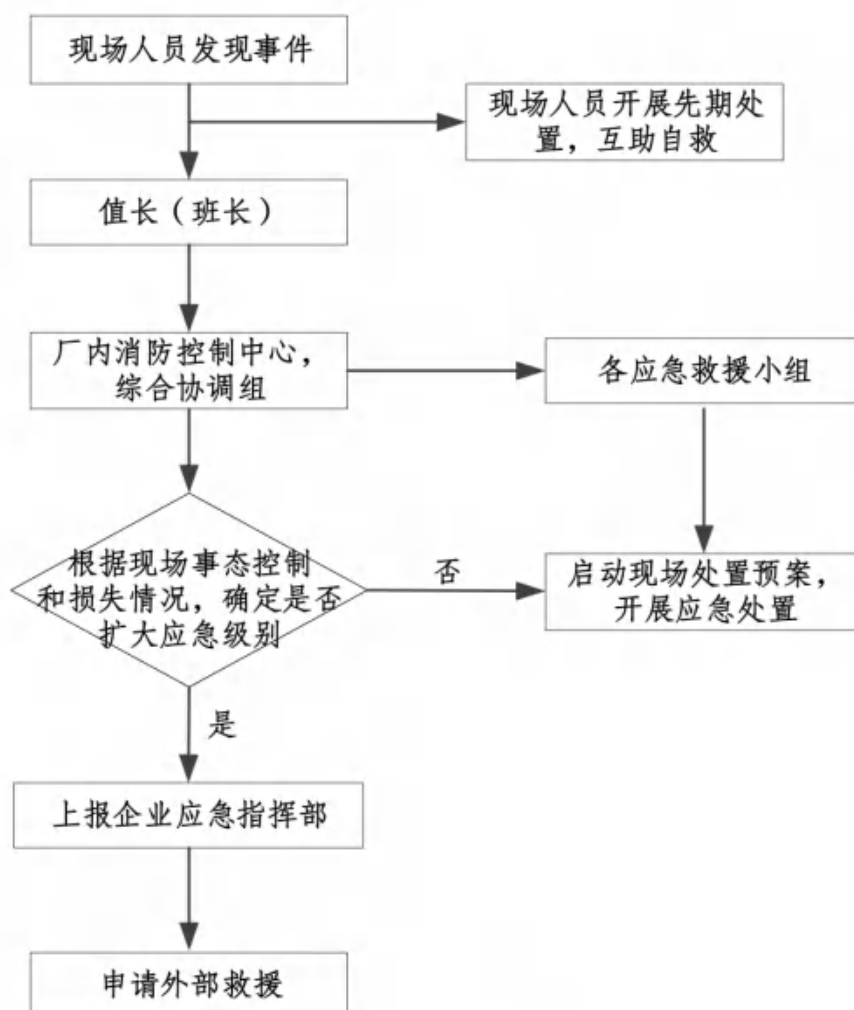 现场人员发现事件
现场人员开展先期处
置，互助自救
值长（班长）
厂内消防控制中心，
综合协调组
各应急救援小组
根据现场事态控制
和损失情况，确定是否
扩大应急级别
否
启动现场处置预案，
开展应急处置
是
上报企业应急指挥部
申请外部救援